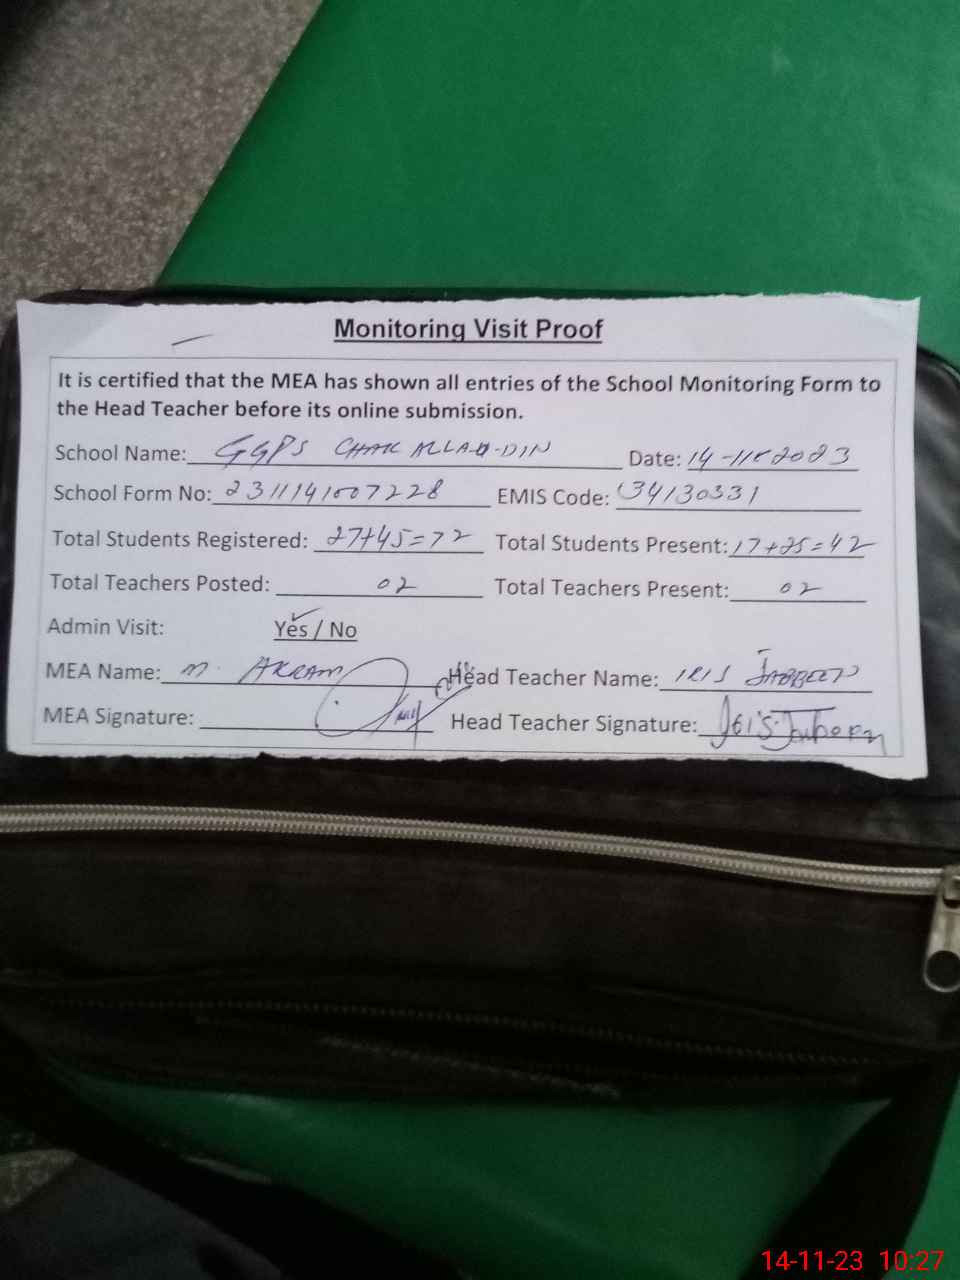 Monitoring Visit Proof
It is certified that the MEA has shown all entries of the School Monitoring Form to
the Head Teacher before its online submission.
School Name: GGPS CHAK ALLAH-DIN Date: 14-11-2023
School Form No: 2311141007228 EMIS Code: 34130331
Total Students Registered: 27+45=72 Total Students Present: 17+25=42
Total Teachers Posted: 02 Total Teachers Present: 02
Admin Visit: Yes / No
MEA Name: M. AKRAM Head Teacher Name: IRIS JABBEEN
MEA Signature: Head Teacher Signature:
14-11-23 10:27